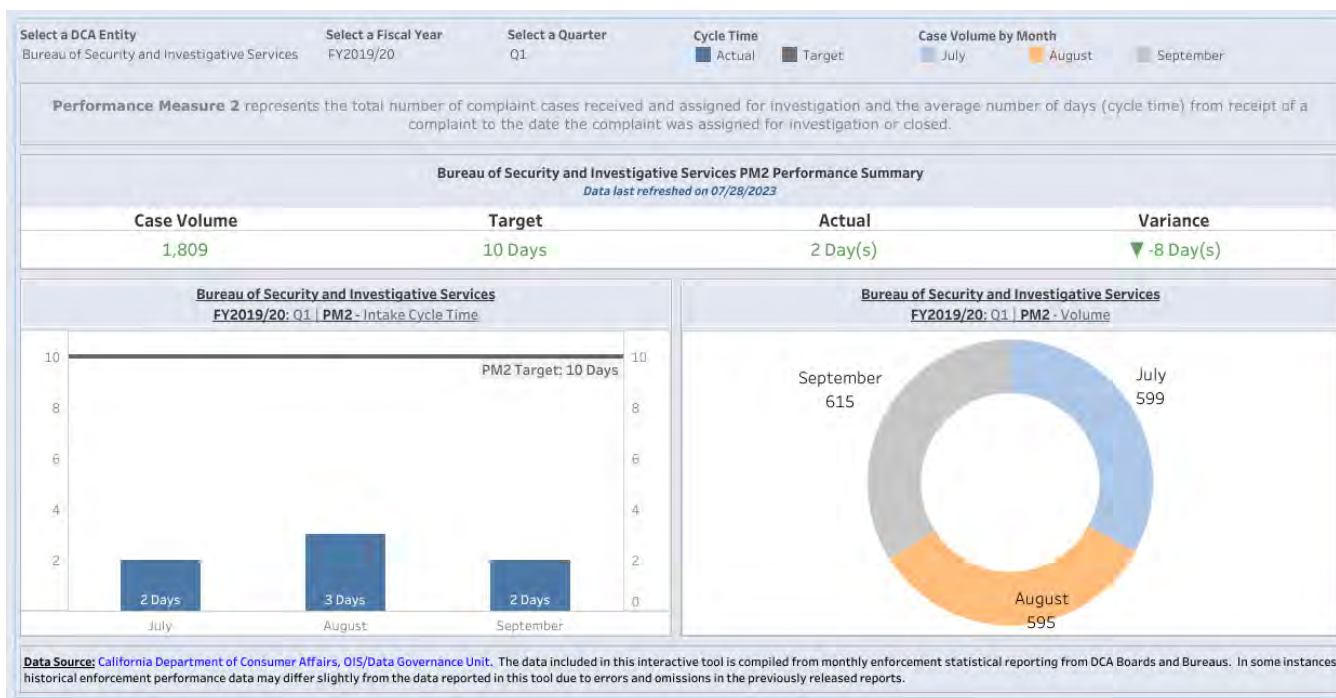 Select a DCA Entity
Select a Fiscal Year
Select a Quarter
Cycle Time
Case Volume by Month
Bureau of Security and Investigative Services
FY2019/20
Q1
Actual
Target
July
August
September
Performance Measure 2 represents the total number of complaint cases received and assigned for investigation and the average number of days (cycle time) from receipt of a
complaint to the date the complaint was assigned for investigation or closed.
Bureau of Security and Investigative Services PM2 Performance Summary
Data last refreshed on 07/28/2023
Case Volume
Target
Actual
Variance
1,809
10 Days
2 Day(s)
▼ -8 Day(s)
Bureau of Security and Investigative Services
FY2019/20: Q1 | PM2 - Intake Cycle Time
10
10
PM2 Target: 10 Days
8
8
6
6
4
4
2
2
0
2 Days
3 Days
2 Days
July
August
September
Bureau of Security and Investigative Services
FY2019/20: Q1 | PM2 - Volume
September
615
July
599
August
595
Data Source: California Department of Consumer Affairs, OIS/Data Governance Unit. The data included in this interactive tool is compiled from monthly enforcement statistical reporting from DCA Boards and Bureaus. In some instances
historical enforcement performance data may differ slightly from the data reported in this tool due to errors and omissions in the previously released reports.